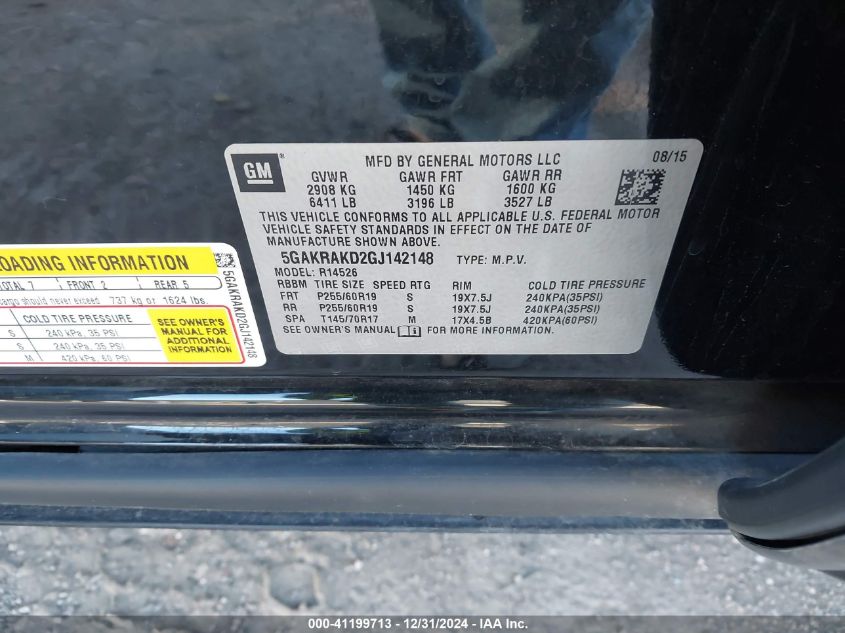 GM ®
MFD BY GENERAL MOTORS LLC 08/15
GVWR GAWR FRT GAWR RR
2908 KG 1450 KG 1600 KG
6411 LB 3196 LB 3527 LB
THIS VEHICLE CONFORMS TO ALL APPLICABLE U.S. FEDERAL MOTOR
VEHICLE SAFETY STANDARDS IN EFFECT ON THE DATE OF
MANUFACTURE SHOWN ABOVE.
5GAKRAKD2GJ142148 TYPE: M.P.V.
MODEL: R14526
RBBM TIRE SIZE SPEED RTG RIM COLD TIRE PRESSURE
FRT P255/60R19 S 19X7.5J 240KPA(35PSI)
RR P255/60R19 S 19X7.5J 240KPA(35PSI)
SPA T145/70R17 M 17X4.5B 420KPA(60PSI)
SEE OWNER'S MANUAL FOR MORE INFORMATION.
LOADING INFORMATION
TOTAL 7 FRONT 2 REAR 5
cargo should never exceed 737 kg or 1624 lbs.
COLD TIRE PRESSURE
S 240 kPa, 35 PSI
S 240 kPa, 35 PSI
M 420 kPa, 60 PSI
SEE OWNER'S
MANUAL FOR
ADDITIONAL
INFORMATION
5GAKRAKD2GJ142148
000-41199713 - 12/31/2024 - IAA Inc.